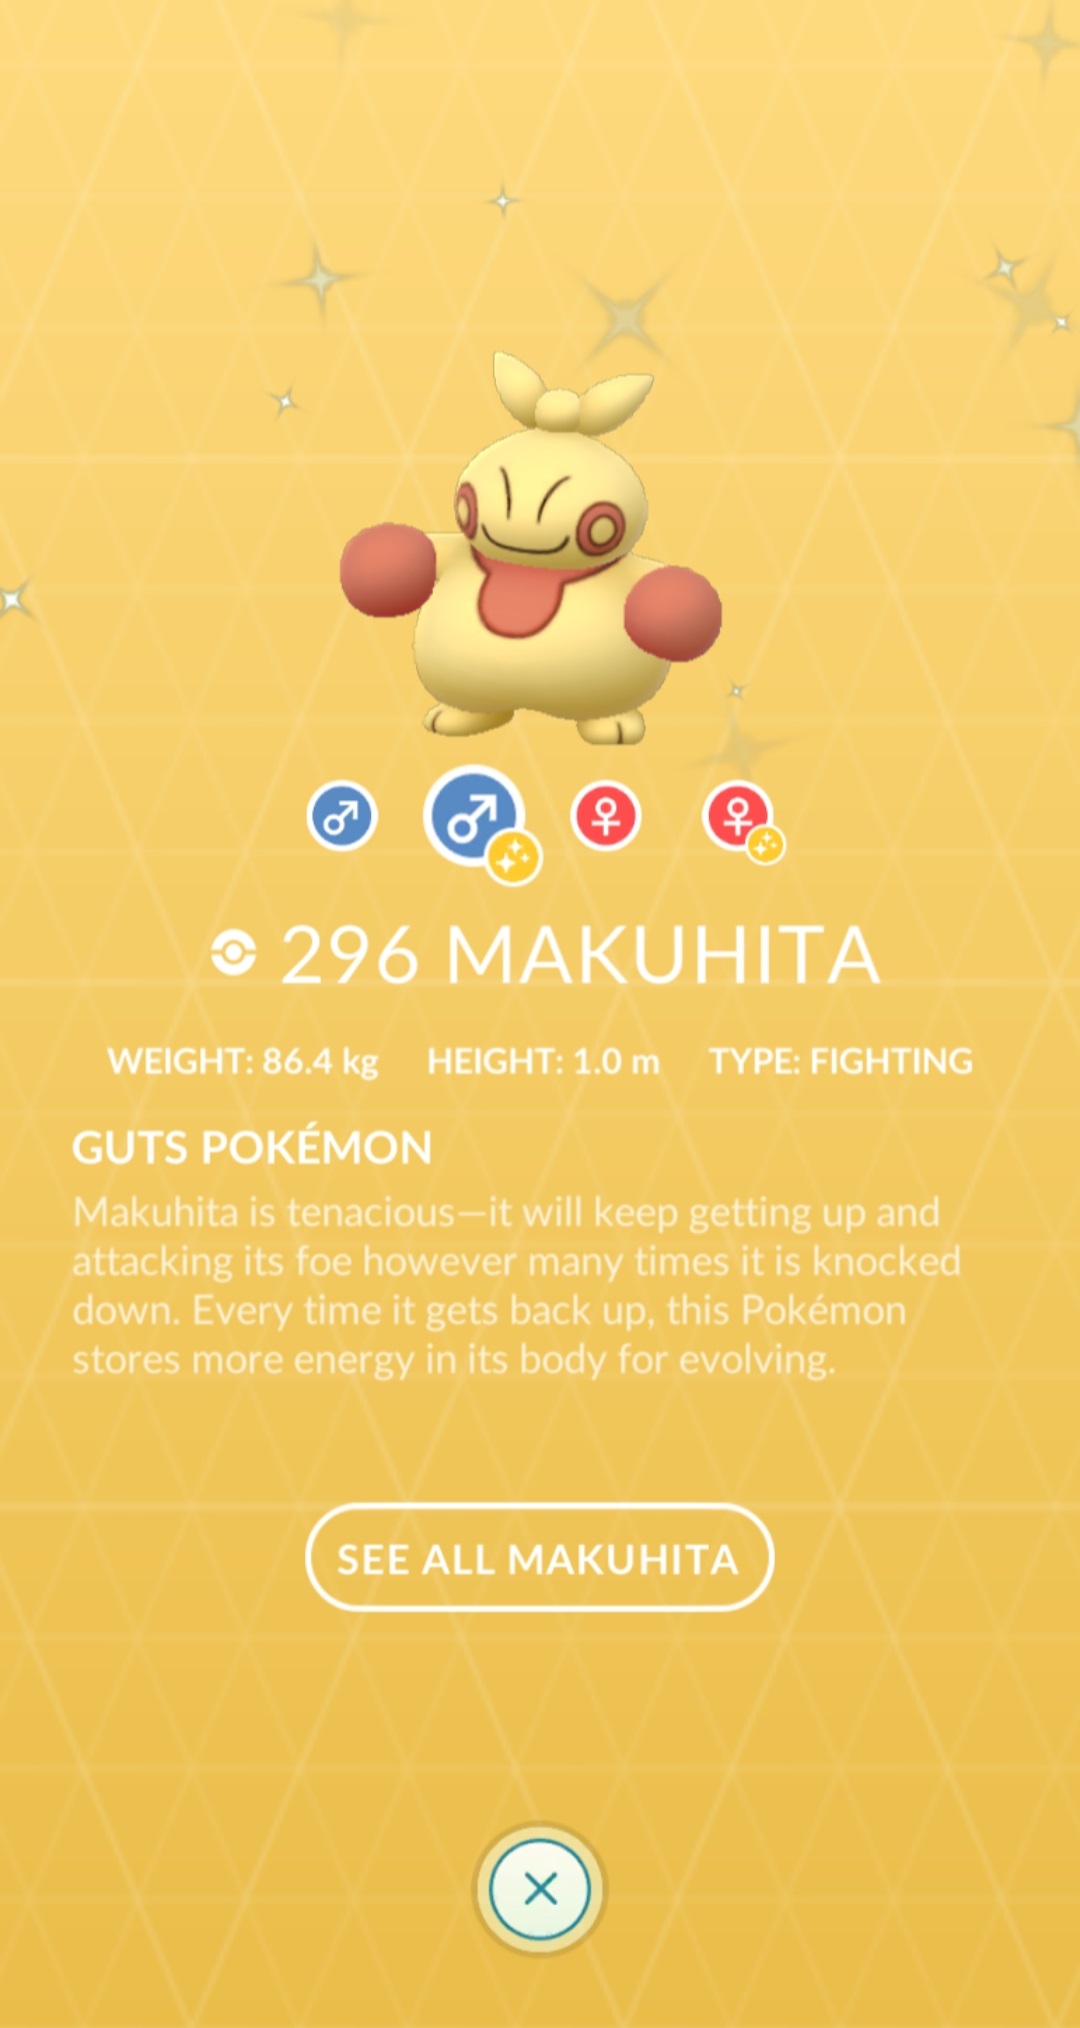 296 MAKUHITA
WEIGHT: 86.4 kg HEIGHT: 1.0 m TYPE: FIGHTING
GUTS POKÉMON
Makuhita is tenacious—it will keep getting up and
attacking its foe however many times it is knocked
down. Every time it gets back up, this Pokémon
stores more energy in its body for evolving.
SEE ALL MAKUHITA